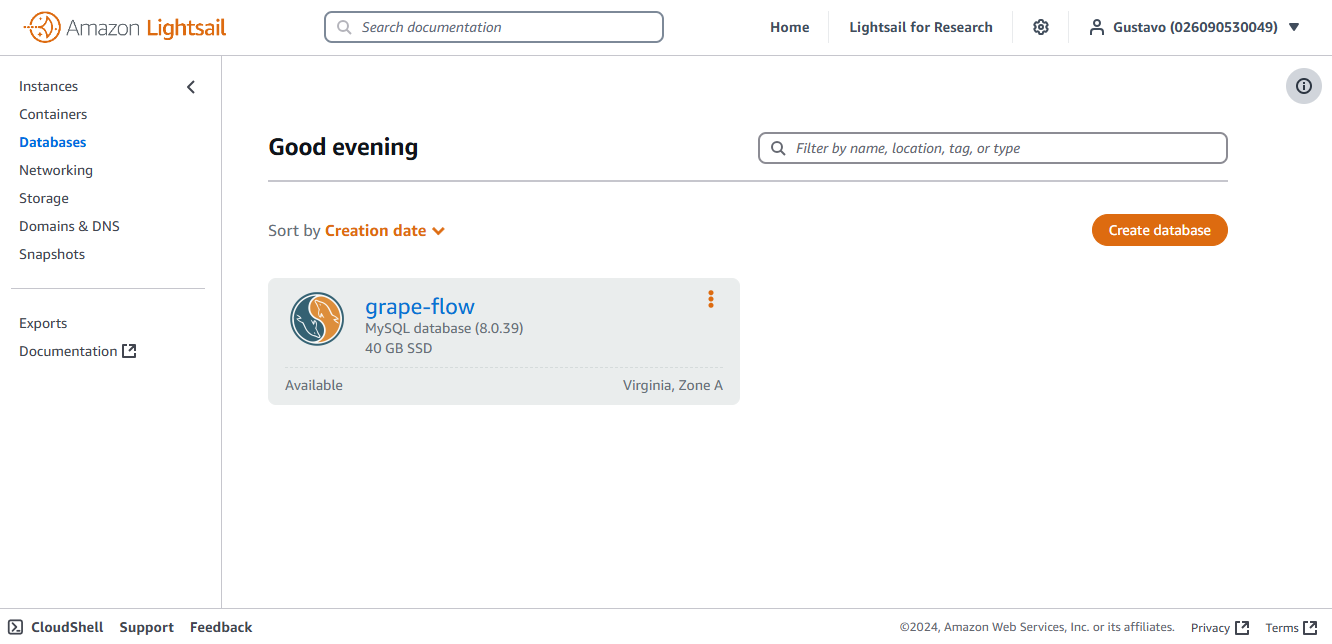 Amazon Lightsail
Search documentation
Home
Lightsail for Research
Gustavo (026090530049)
Instances
Containers
Databases
Networking
Storage
Domains & DNS
Snapshots
Exports
Documentation
Good evening
Filter by name, location, tag, or type
Sort by Creation date
Create database
grape-flow
MySQL database (8.0.39)
40 GB SSD
Available
Virginia, Zone A
CloudShell
Support
Feedback
©2024, Amazon Web Services, Inc. or its affiliates.
Privacy
Terms